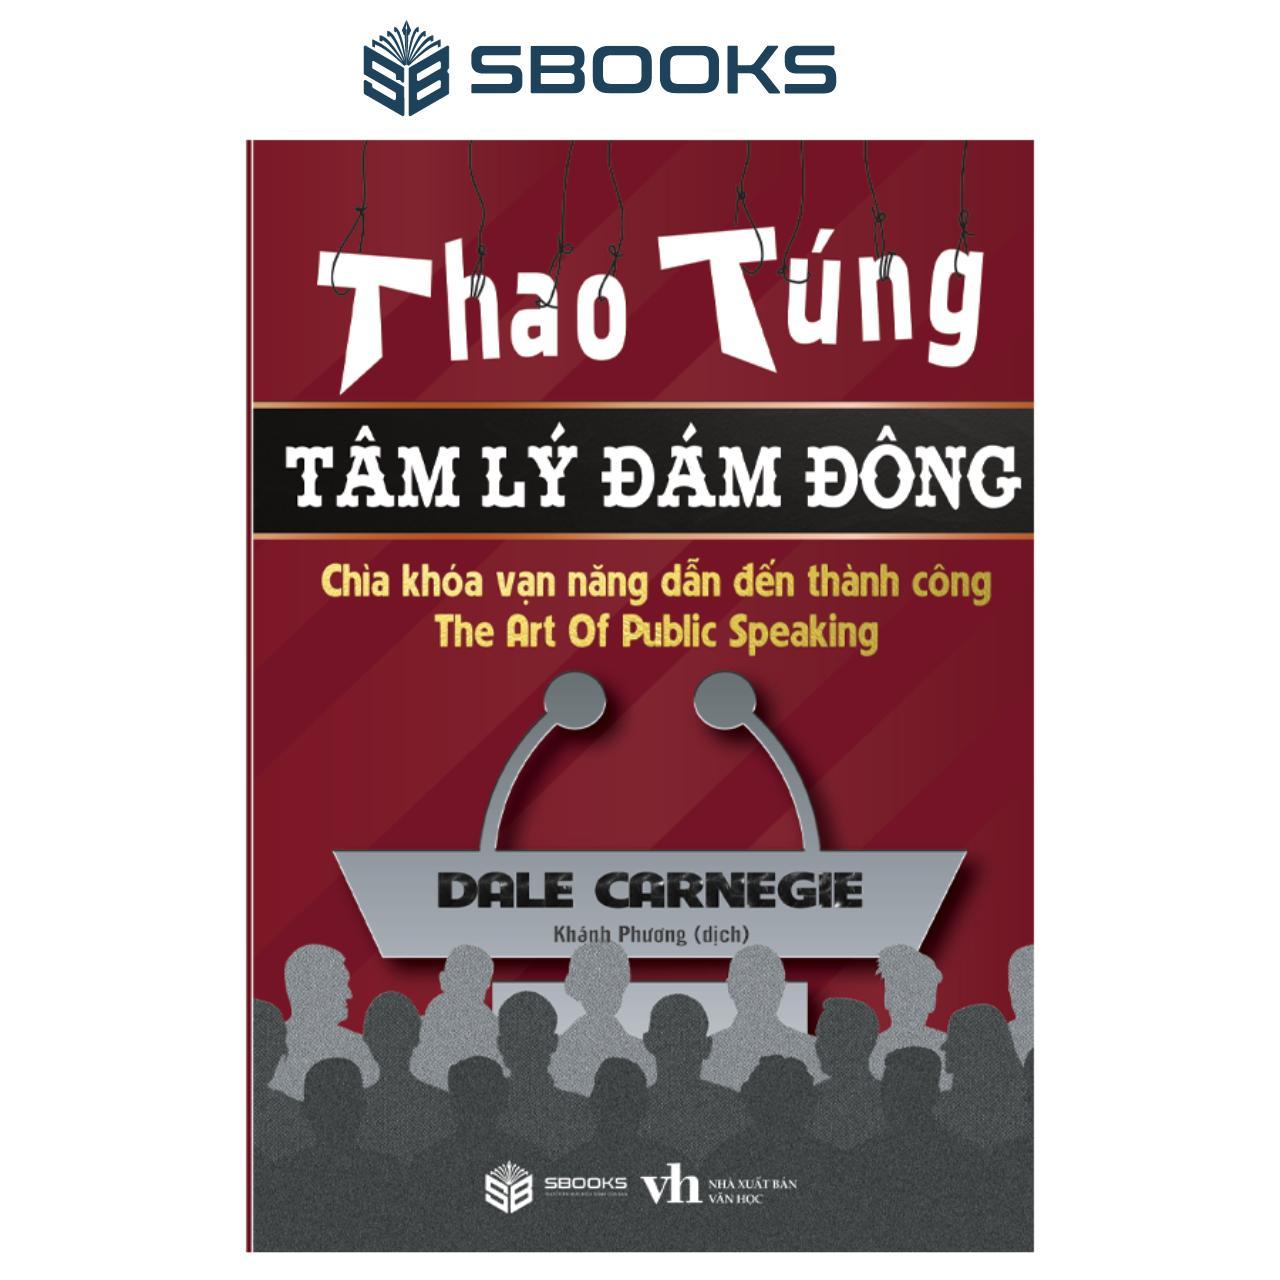 SBOOKS
Thao Túng
TÂM LÝ ĐÁM ĐÔNG
Chìa khóa vạn năng dẫn đến thành công
The Art Of Public Speaking
DALE CARNEGIE
Khánh Phương (dịch)
SBOOKS
vh NHÀ XUẤT BẢN
VĂN HỌC